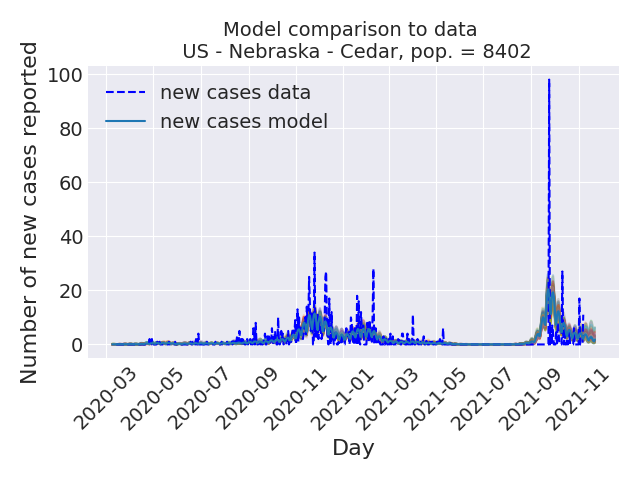 Model comparison to data
US - Nebraska - Cedar, pop. = 8402
Number of new cases reported
100
80
60
40
20
0
new cases data
new cases model
2020-03
2020-05
2020-07
2020-09
2020-11
2021-01
2021-03
2021-05
2021-07
2021-09
2021-11
Day